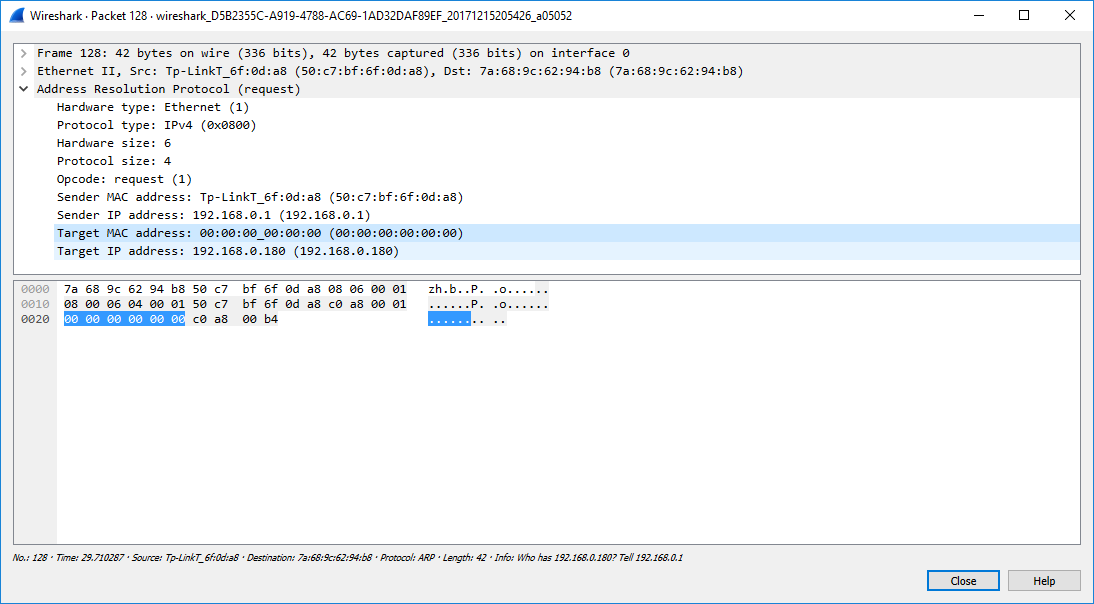 Wireshark · Packet 128 · wireshark_D5B2355C-A919-4788-AC69-1AD32DAF89EF_20171215205426_a05052
Frame 128: 42 bytes on wire (336 bits), 42 bytes captured (336 bits) on interface 0
Ethernet II, Src: Tp-LinkT_6f:0d:a8 (50:c7:bf:6f:0d:a8), Dst: 7a:68:9c:62:94:b8 (7a:68:9c:62:94:b8)
Address Resolution Protocol (request)
Hardware type: Ethernet (1)
Protocol type: IPv4 (0x0800)
Hardware size: 6
Protocol size: 4
Opcode: request (1)
Sender MAC address: Tp-LinkT_6f:0d:a8 (50:c7:bf:6f:0d:a8)
Sender IP address: 192.168.0.1 (192.168.0.1)
Target MAC address: 00:00:00_00:00:00 (00:00:00:00:00:00)
Target IP address: 192.168.0.180 (192.168.0.180)
0000 7a 68 9c 62 94 b8 50 c7 bf 6f 0d a8 08 06 00 01 zh.b..P. .o......
0010 08 00 06 04 00 01 50 c7 bf 6f 0d a8 c0 a8 00 01 ......P. .o......
0020 00 00 00 00 00 00 c0 a8 00 b4 ........ ..
No.: 128 · Time: 29.710287 · Source: Tp-LinkT_6f:0d:a8 · Destination: 7a:68:9c:62:94:b8 · Protocol: ARP · Length: 42 · Info: Who has 192.168.0.180? Tell 192.168.0.1
Close Help